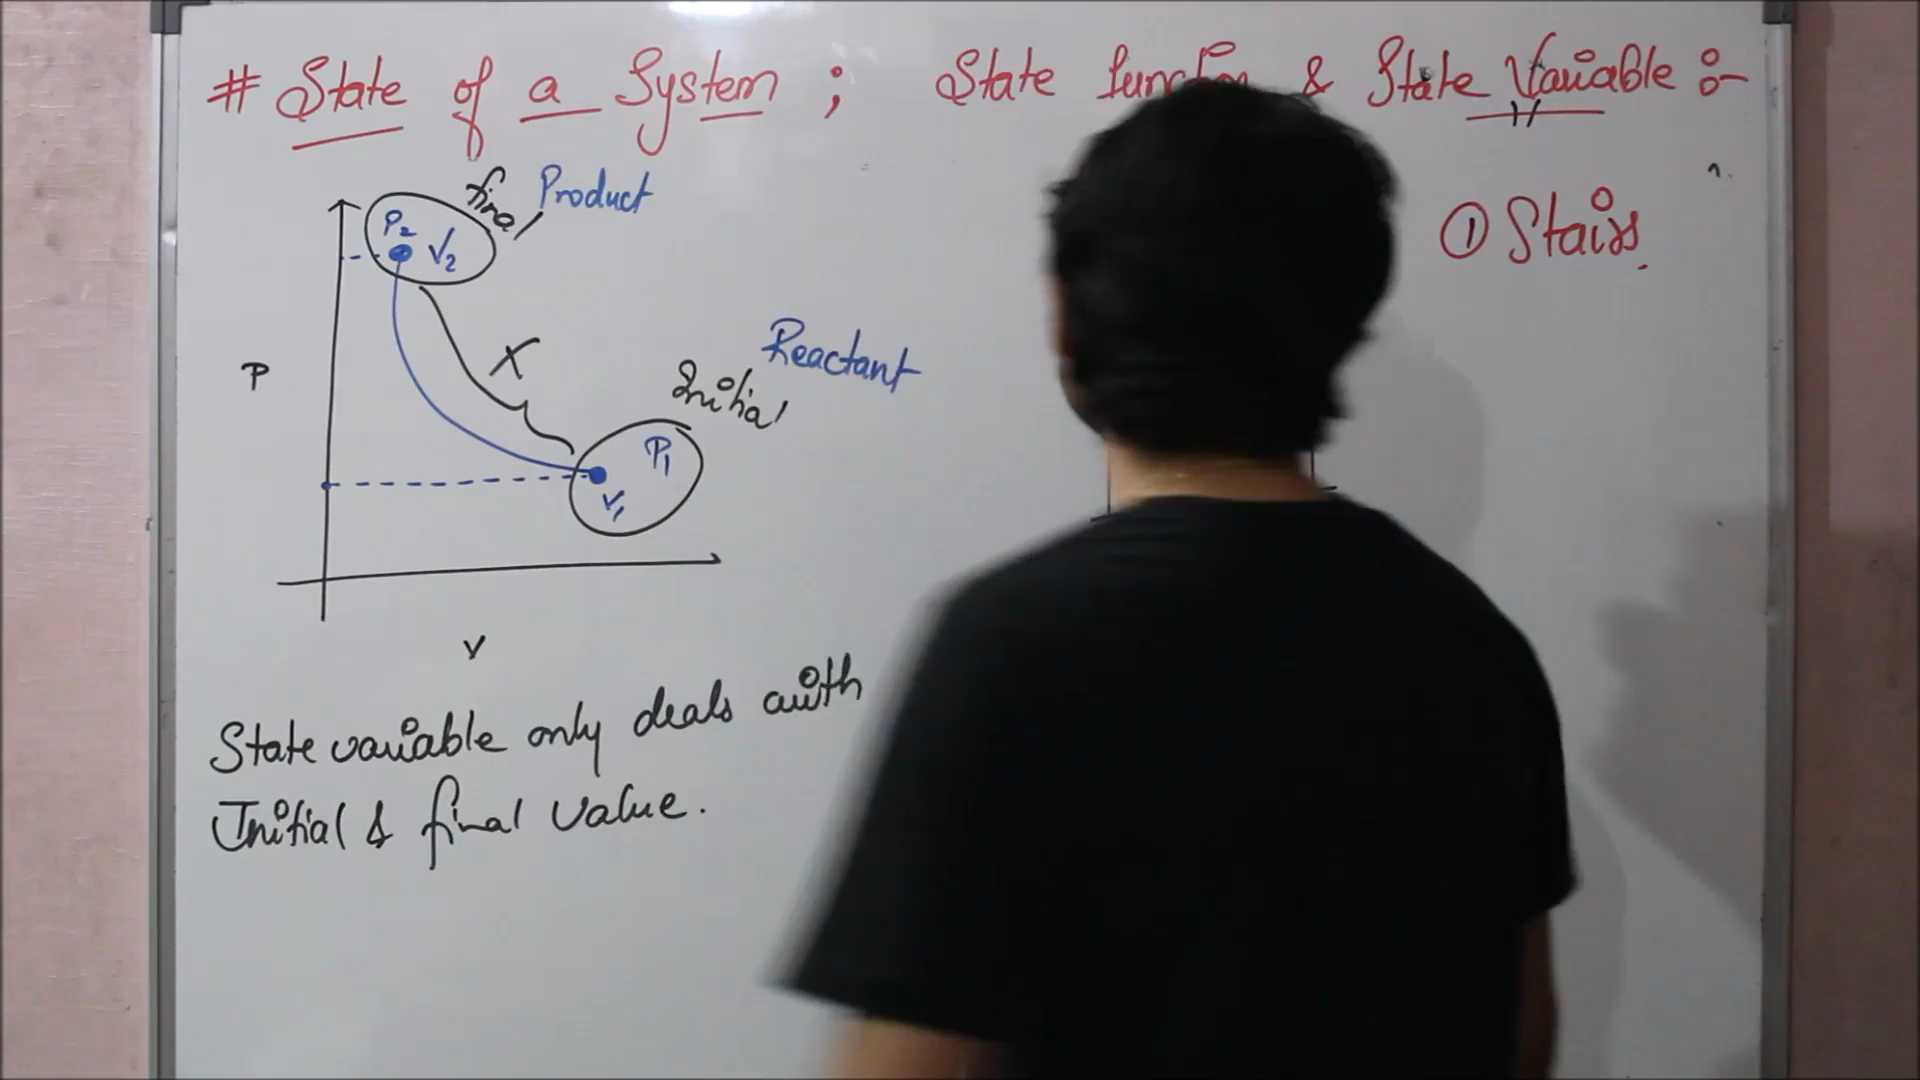 # State of a System ; State function & State Variable :-
final Product
P₂
V₂
① Stairs
P
X
Reactant
Initial
P₁
V₁
V
State variable only deals with
Initial & final value.